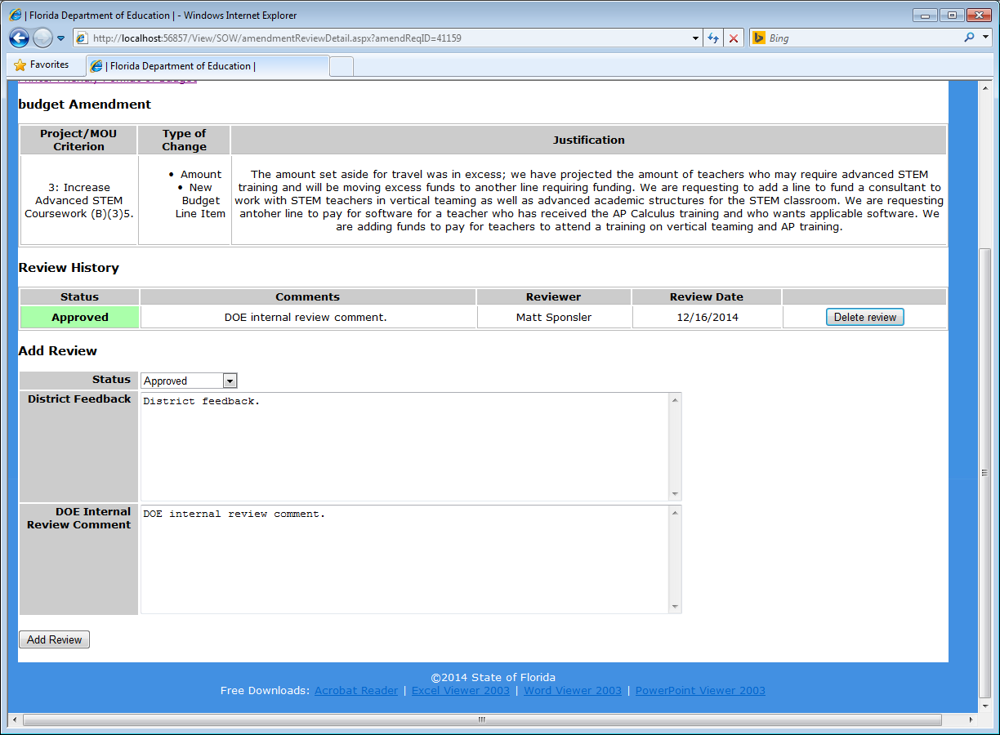 | Florida Department of Education | - Windows Internet Explorer
http://localhost:56857/View/SOW/amendmentReviewDetail.aspx?amendReqID=41159
Bing
Favorites
| Florida Department of Education |
Printer Friendly Format of Budget
budget Amendment
Project/MOU
Criterion
Type of
Change
Justification
3: Increase
Advanced STEM
Coursework (B)(3)5.
• Amount
• New
Budget
Line Item
The amount set aside for travel was in excess; we have projected the amount of teachers who may require advanced STEM
training and will be moving excess funds to another line requiring funding. We are requesting to add a line to fund a consultant to
work with STEM teachers in vertical teaming as well as advanced academic structures for the STEM classroom. We are requesting
antoher line to pay for software for a teacher who has received the AP Calculus training and who wants applicable software. We
are adding funds to pay for teachers to attend a training on vertical teaming and AP training.
Review History
Status Comments Reviewer Review Date
Approved DOE internal review comment. Matt Sponsler 12/16/2014 Delete review
Add Review
Status Approved
District Feedback District feedback.
DOE Internal
Review Comment
DOE internal review comment.
Add Review
©2014 State of Florida
Free Downloads: Acrobat Reader | Excel Viewer 2003 | Word Viewer 2003 | PowerPoint Viewer 2003